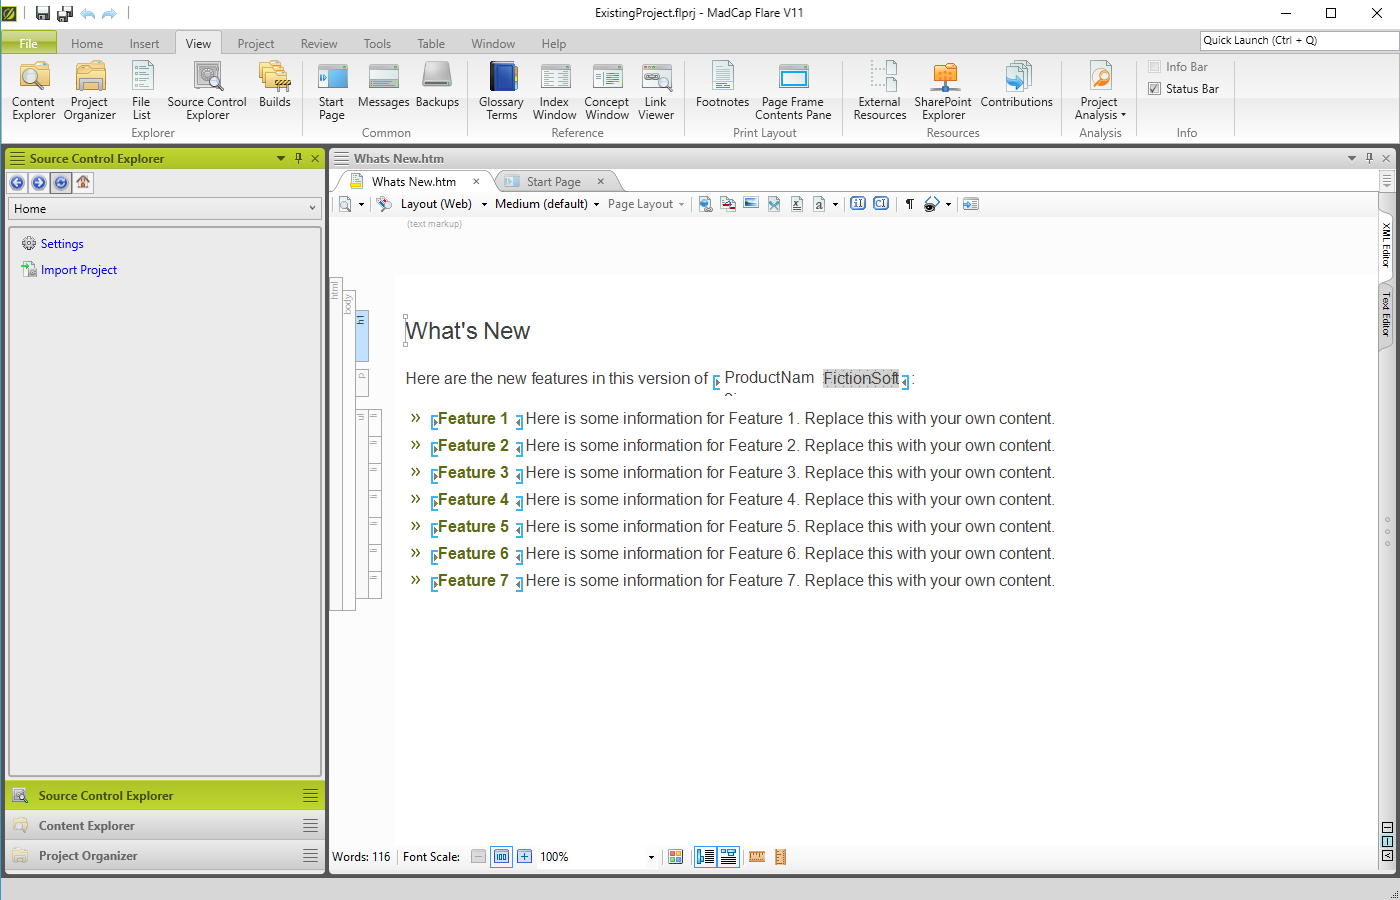 ExistingProject.flprj - MadCap Flare V11
File Home Insert View Project Review Tools Table Window Help
Quick Launch (Ctrl + Q)
Content Explorer
Project Organizer
File List
Source Control Explorer
Builds
Explorer
Start Page
Messages
Backups
Common
Glossary Terms
Index Window
Concept Window
Link Viewer
Reference
Footnotes
Page Frame Contents Pane
Print Layout
External Resources
SharePoint Explorer
Contributions
Resources
Project Analysis
Analysis
Info Bar
Status Bar
Info
Source Control Explorer
Home
Settings
Import Project
Source Control Explorer
Content Explorer
Project Organizer
Whats New.htm
Whats New.htm
Start Page
Layout (Web) Medium (default) Page Layout
(text markup)
html
body
h1
p
ul
li
li
li
li
li
li
li
What's New
Here are the new features in this version of ProductNam FictionSoft :
» Feature 1 Here is some information for Feature 1. Replace this with your own content.
» Feature 2 Here is some information for Feature 2. Replace this with your own content.
» Feature 3 Here is some information for Feature 3. Replace this with your own content.
» Feature 4 Here is some information for Feature 4. Replace this with your own content.
» Feature 5 Here is some information for Feature 5. Replace this with your own content.
» Feature 6 Here is some information for Feature 6. Replace this with your own content.
» Feature 7 Here is some information for Feature 7. Replace this with your own content.
XML Editor
Text Editor
Words: 116 Font Scale: 100 100%